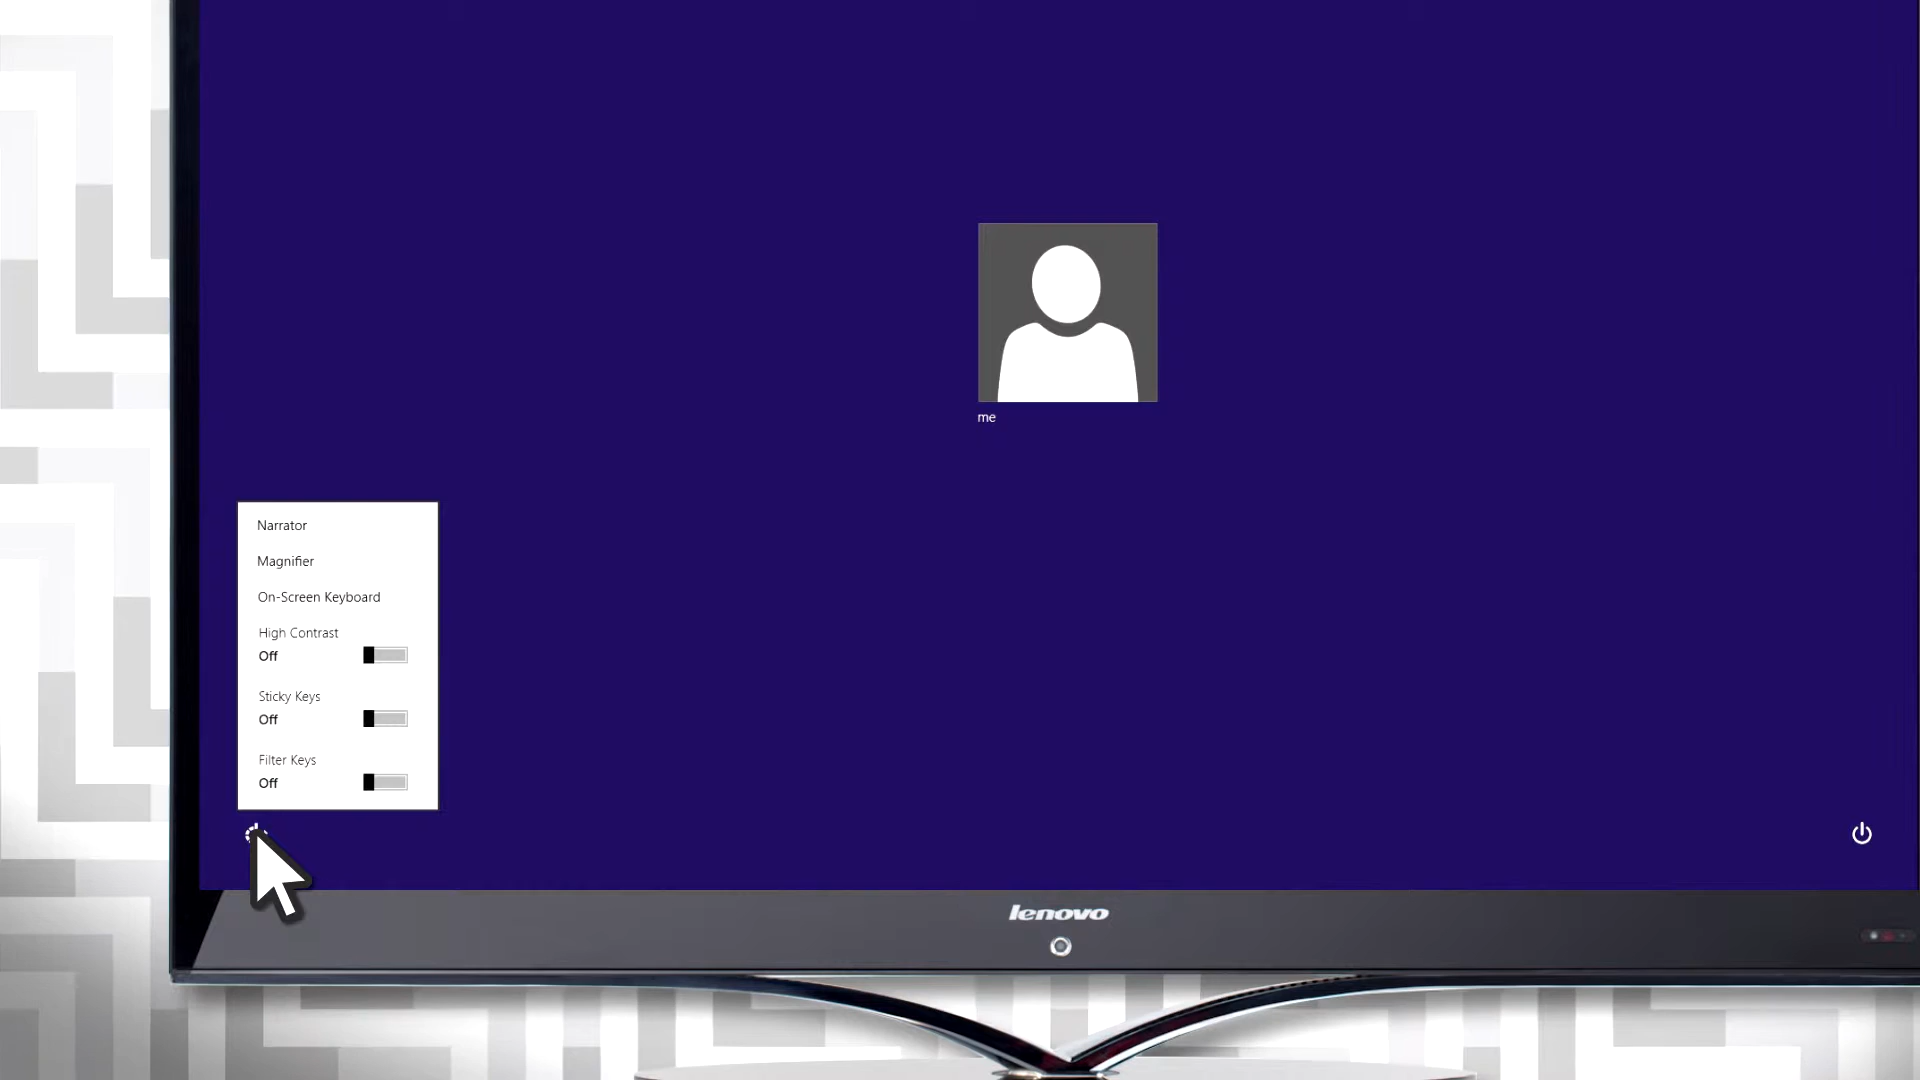 me
Narrator
Magnifier
On-Screen Keyboard
High Contrast
Off
Sticky Keys
Off
Filter Keys
Off
lenovo